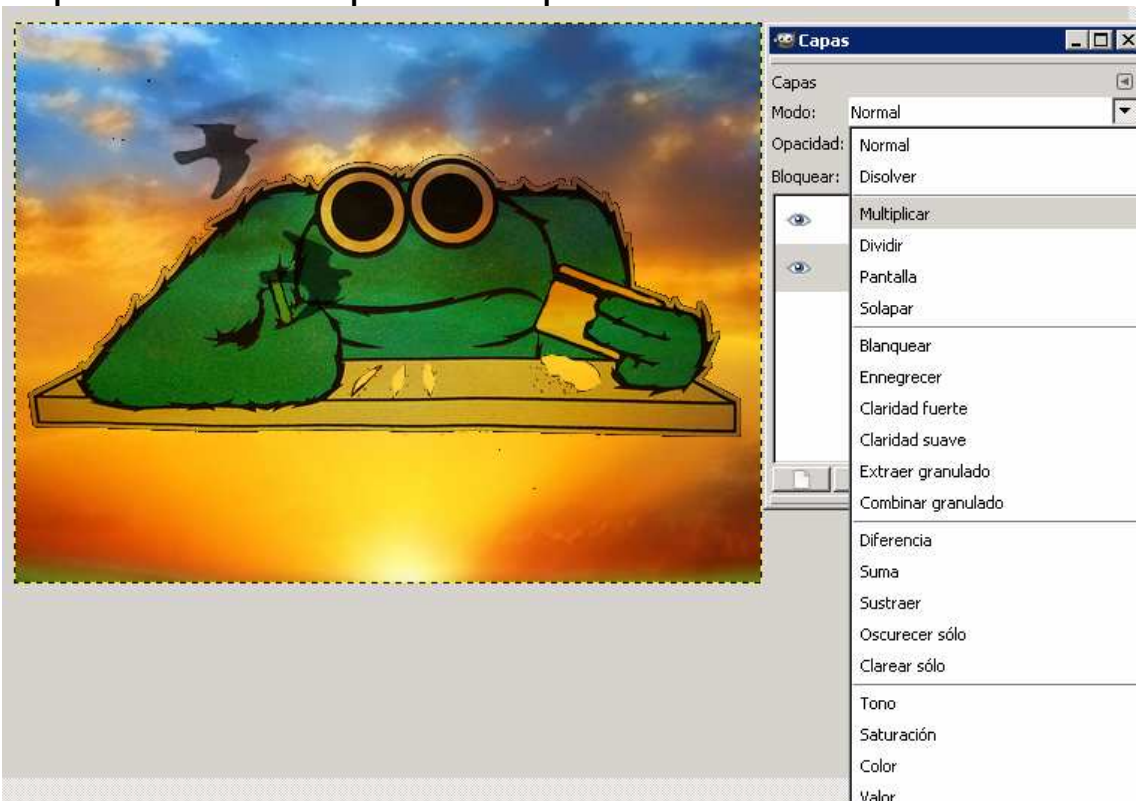 Capas
Capas
Modo: Normal
Opacidad:
Bloquear:
Normal
Disolver
Multiplicar
Dividir
Pantalla
Solapar
Blanquear
Ennegrecer
Claridad fuerte
Claridad suave
Extraer granulado
Combinar granulado
Diferencia
Suma
Sustraer
Oscurecer sólo
Clarear sólo
Tono
Saturación
Color
Valor